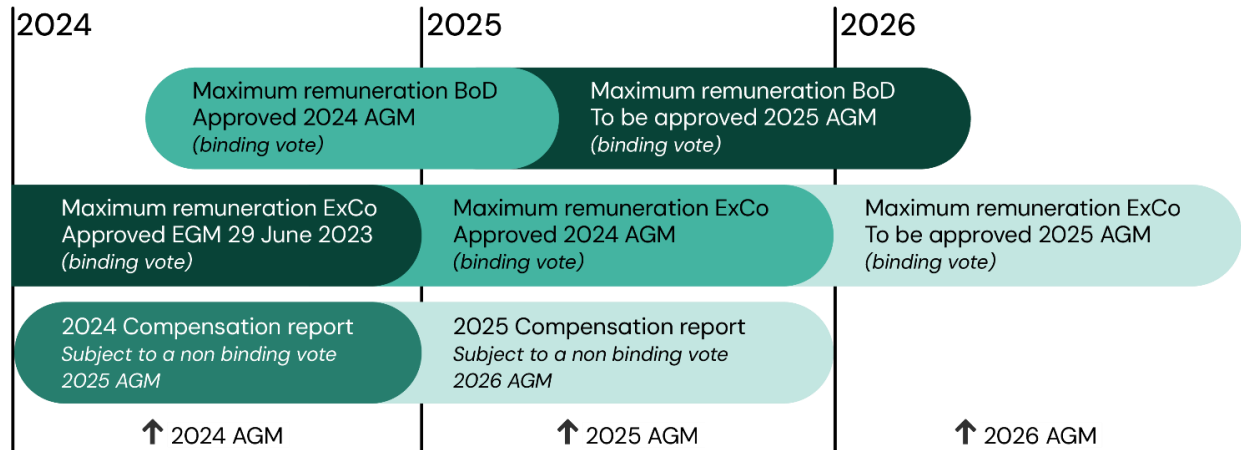 2024
2025
2026
Maximum remuneration BoD
Approved 2024 AGM
(binding vote)
Maximum remuneration BoD
To be approved 2025 AGM
(binding vote)
Maximum remuneration ExCo
Approved EGM 29 June 2023
(binding vote)
Maximum remuneration ExCo
Approved 2024 AGM
(binding vote)
Maximum remuneration ExCo
To be approved 2025 AGM
(binding vote)
2024 Compensation report
Subject to a non binding vote
2025 AGM
2025 Compensation report
Subject to a non binding vote
2026 AGM
↑ 2024 AGM
↑ 2025 AGM
↑ 2026 AGM